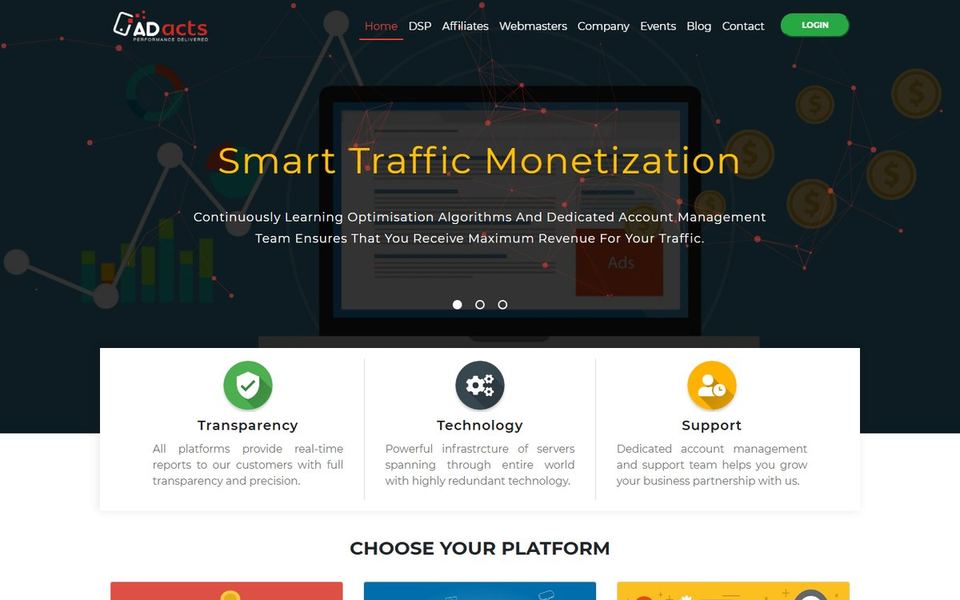 ADacts
PERFORMANCE DELIVERED
Home DSP Affiliates Webmasters Company Events Blog Contact LOGIN
Smart Traffic Monetization
Continuously Learning Optimisation Algorithms And Dedicated Account Management
Team Ensures That You Receive Maximum Revenue For Your Traffic.
Ads
Transparency
All platforms provide real-time
reports to our customers with full
transparency and precision.
Technology
Powerful infrastrcture of servers
spanning through entire world
with highly redundant technology.
Support
Dedicated account management
and support team helps you grow
your business partnership with us.
CHOOSE YOUR PLATFORM